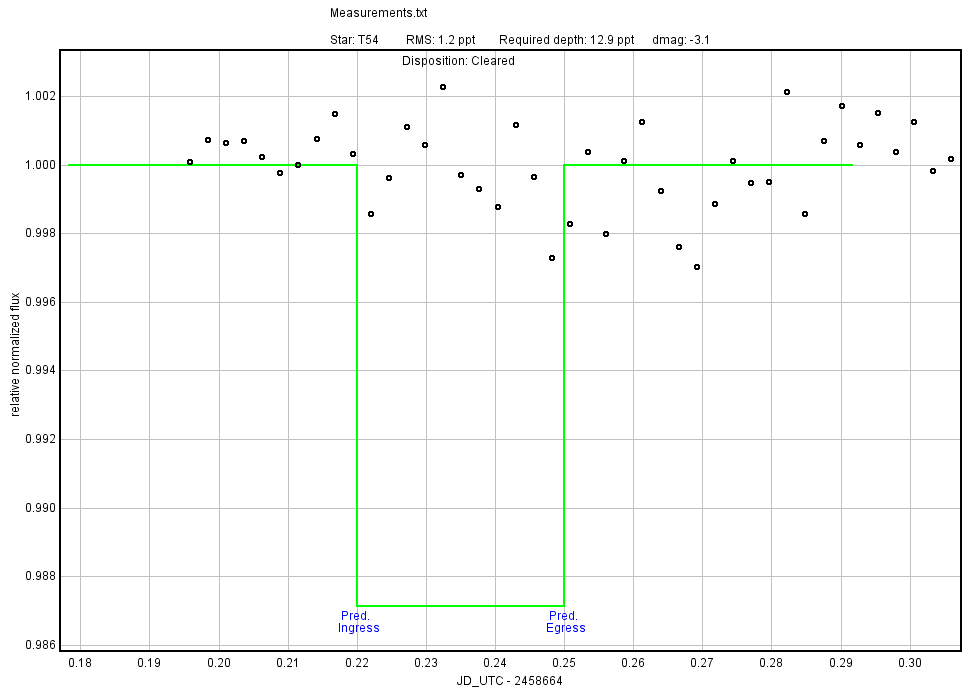 Measurements.txt
Star: T54 RMS: 1.2 ppt Required depth: 12.9 ppt dmag: -3.1
Disposition: Cleared
relative normalized flux
1.002
1.000
0.998
0.996
0.994
0.992
0.990
0.988
0.986
Pred.
Ingress
Pred.
Egress
0.18 0.19 0.20 0.21 0.22 0.23 0.24 0.25 0.26 0.27 0.28 0.29 0.30
JD_UTC - 2458664